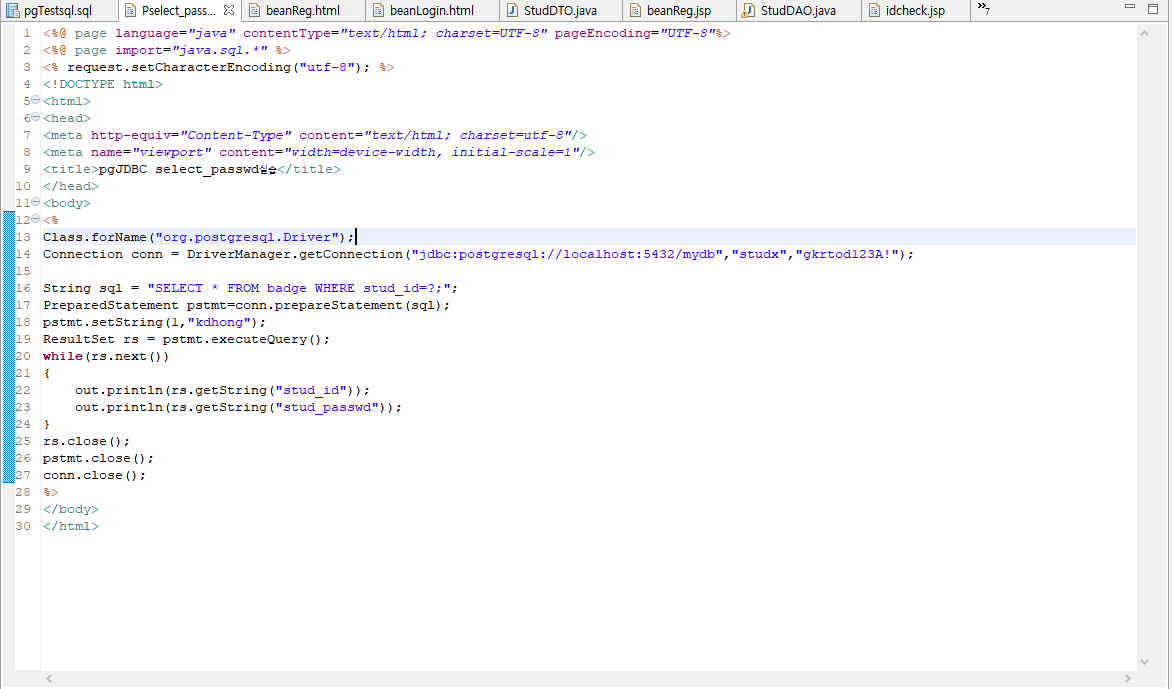 pgTestsql.sql Pselect_pass... beanReg.html beanLogin.html StudDTO.java beanReg.jsp StudDAO.java idcheck.jsp »7
1 <%@ page language="java" contentType="text/html; charset=UTF-8" pageEncoding="UTF-8"%>
2 <%@ page import="java.sql.*" %>
3 <% request.setCharacterEncoding("utf-8"); %>
4 <!DOCTYPE html>
5 <html>
6 <head>
7 <meta http-equiv="Content-Type" content="text/html; charset=utf-8"/>
8 <meta name="viewport" content="width=device-width, initial-scale=1"/>
9 <title>pgJDBC select_passwd실습</title>
10 </head>
11 <body>
12 <%
13 Class.forName("org.postgresql.Driver");
14 Connection conn = DriverManager.getConnection("jdbc:postgresql://localhost:5432/mydb","studx","gkrtod123A!");
15
16 String sql = "SELECT * FROM badge WHERE stud_id=?;";
17 PreparedStatement pstmt=conn.prepareStatement(sql);
18 pstmt.setString(1,"kdhong");
19 ResultSet rs = pstmt.executeQuery();
20 while(rs.next())
21 {
22     out.println(rs.getString("stud_id"));
23     out.println(rs.getString("stud_passwd"));
24 }
25 rs.close();
26 pstmt.close();
27 conn.close();
28 %>
29 </body>
30 </html>